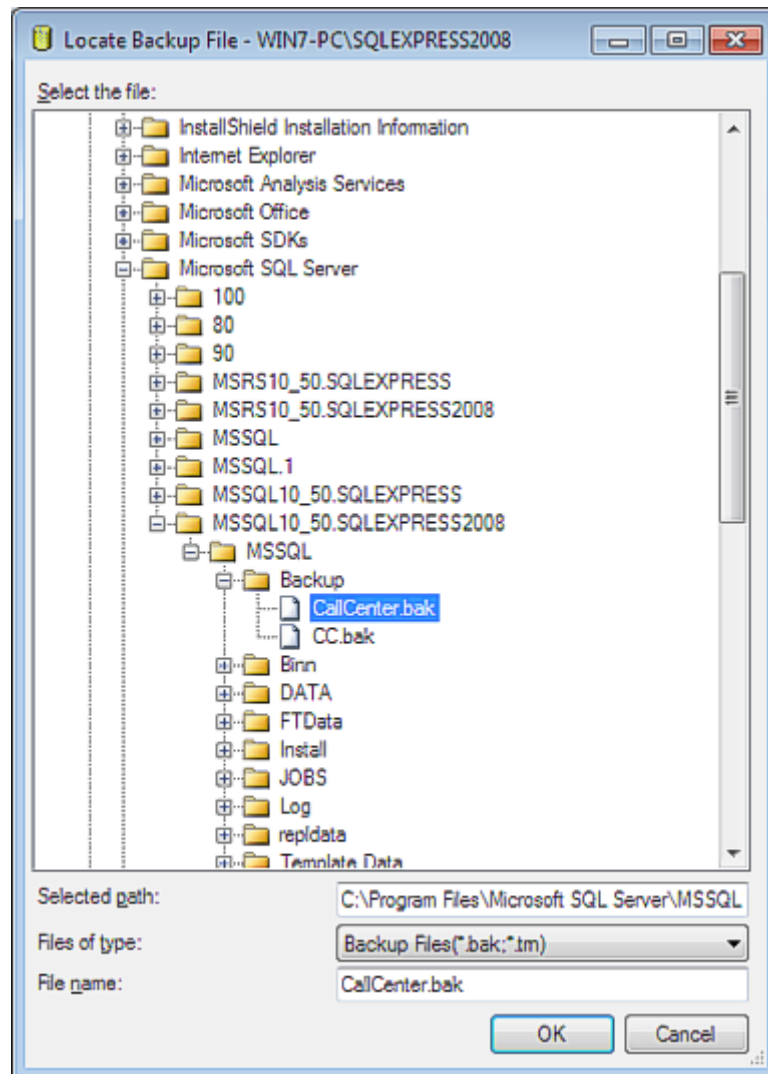 Locate Backup File - WIN7-PC\SQLEXPRESS2008
Select the file:
InstallShield Installation Information
Internet Explorer
Microsoft Analysis Services
Microsoft Office
Microsoft SDKs
Microsoft SQL Server
100
80
90
MSRS10_50.SQLEXPRESS
MSRS10_50.SQLEXPRESS2008
MSSQL
MSSQL.1
MSSQL10_50.SQLEXPRESS
MSSQL10_50.SQLEXPRESS2008
MSSQL
Backup
CallCenter.bak
CC.bak
Binn
DATA
FTData
Install
JOBS
Log
repldata
Template Data
Selected path: C:\Program Files\Microsoft SQL Server\MSSQL
Files of type: Backup Files(*.bak;*.trn)
File name: CallCenter.bak
OK Cancel